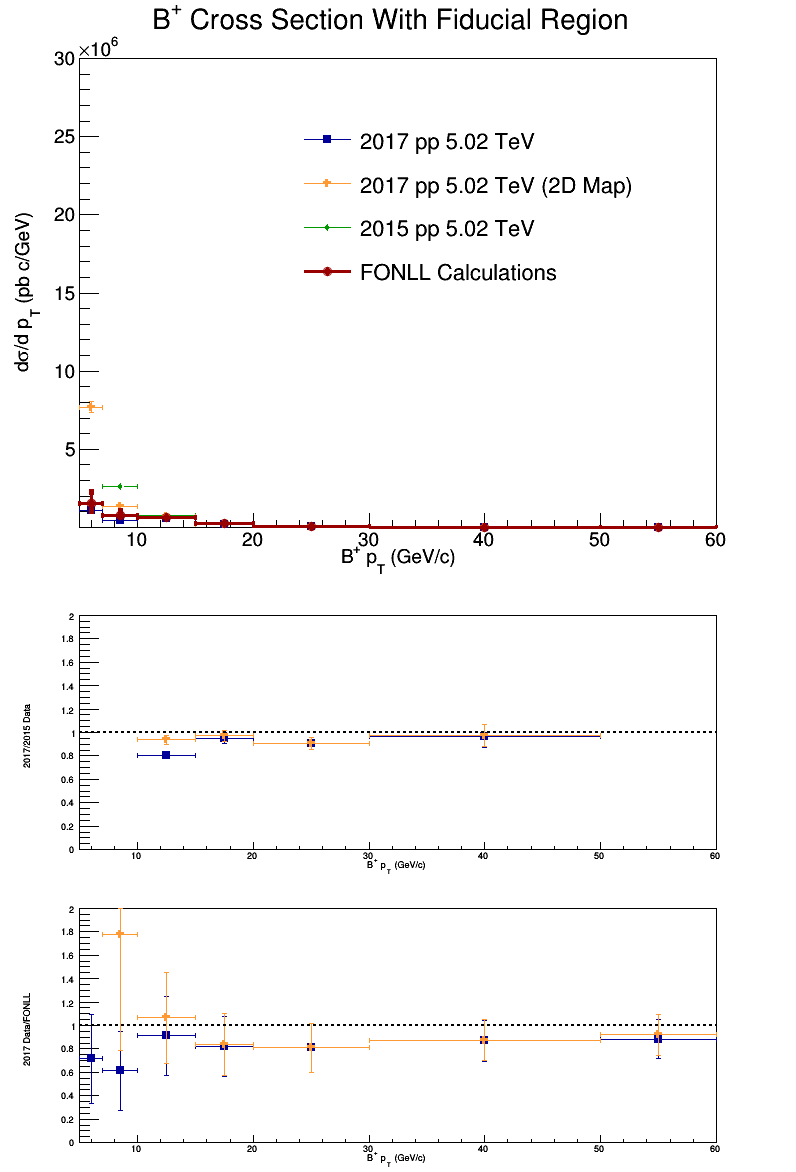 B+ Cross Section With Fiducial Region
×10^6
30
25
20
15
10
5
dσ/d p_T (pb c/GeV)
2017 pp 5.02 TeV
2017 pp 5.02 TeV (2D Map)
2015 pp 5.02 TeV
FONLL Calculations
10 20 30 40 50 60
B+ p_T (GeV/c)
2
1.8
1.6
1.4
1.2
1
0.8
0.6
0.4
0.2
0
2017/2015 Data
10 20 30 40 50 60
B+ p_T (GeV/c)
2
1.8
1.6
1.4
1.2
1
0.8
0.6
0.4
0.2
0
2017 Data/FONLL
10 20 30 40 50 60
B+ p_T (GeV/c)